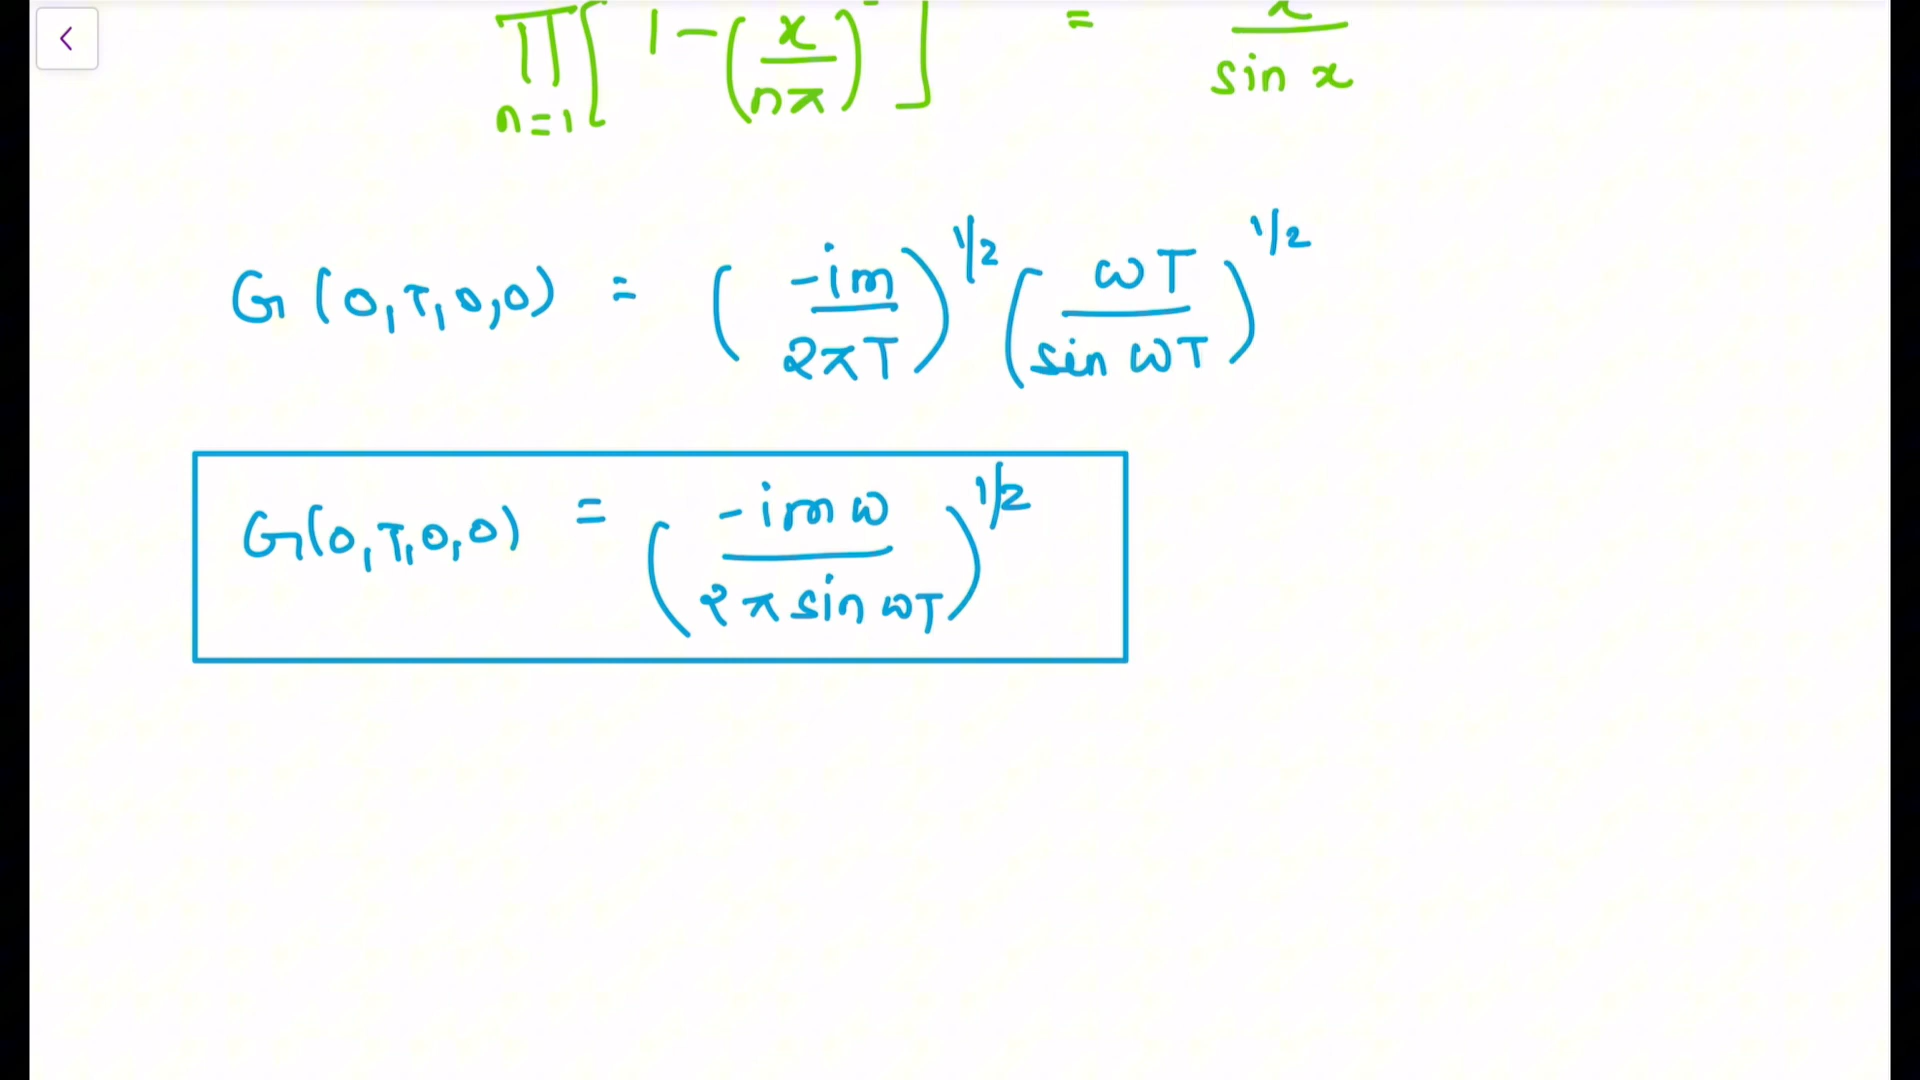 ∏ n=1 [ 1 - (x/nπ)⁻ ] = x/sin x
G(0,T,0,0) = (-im/2πT)^1/2 (ωT/sin ωT)^1/2
G(0,T,0,0) = (-imω/2π sin ωT)^1/2